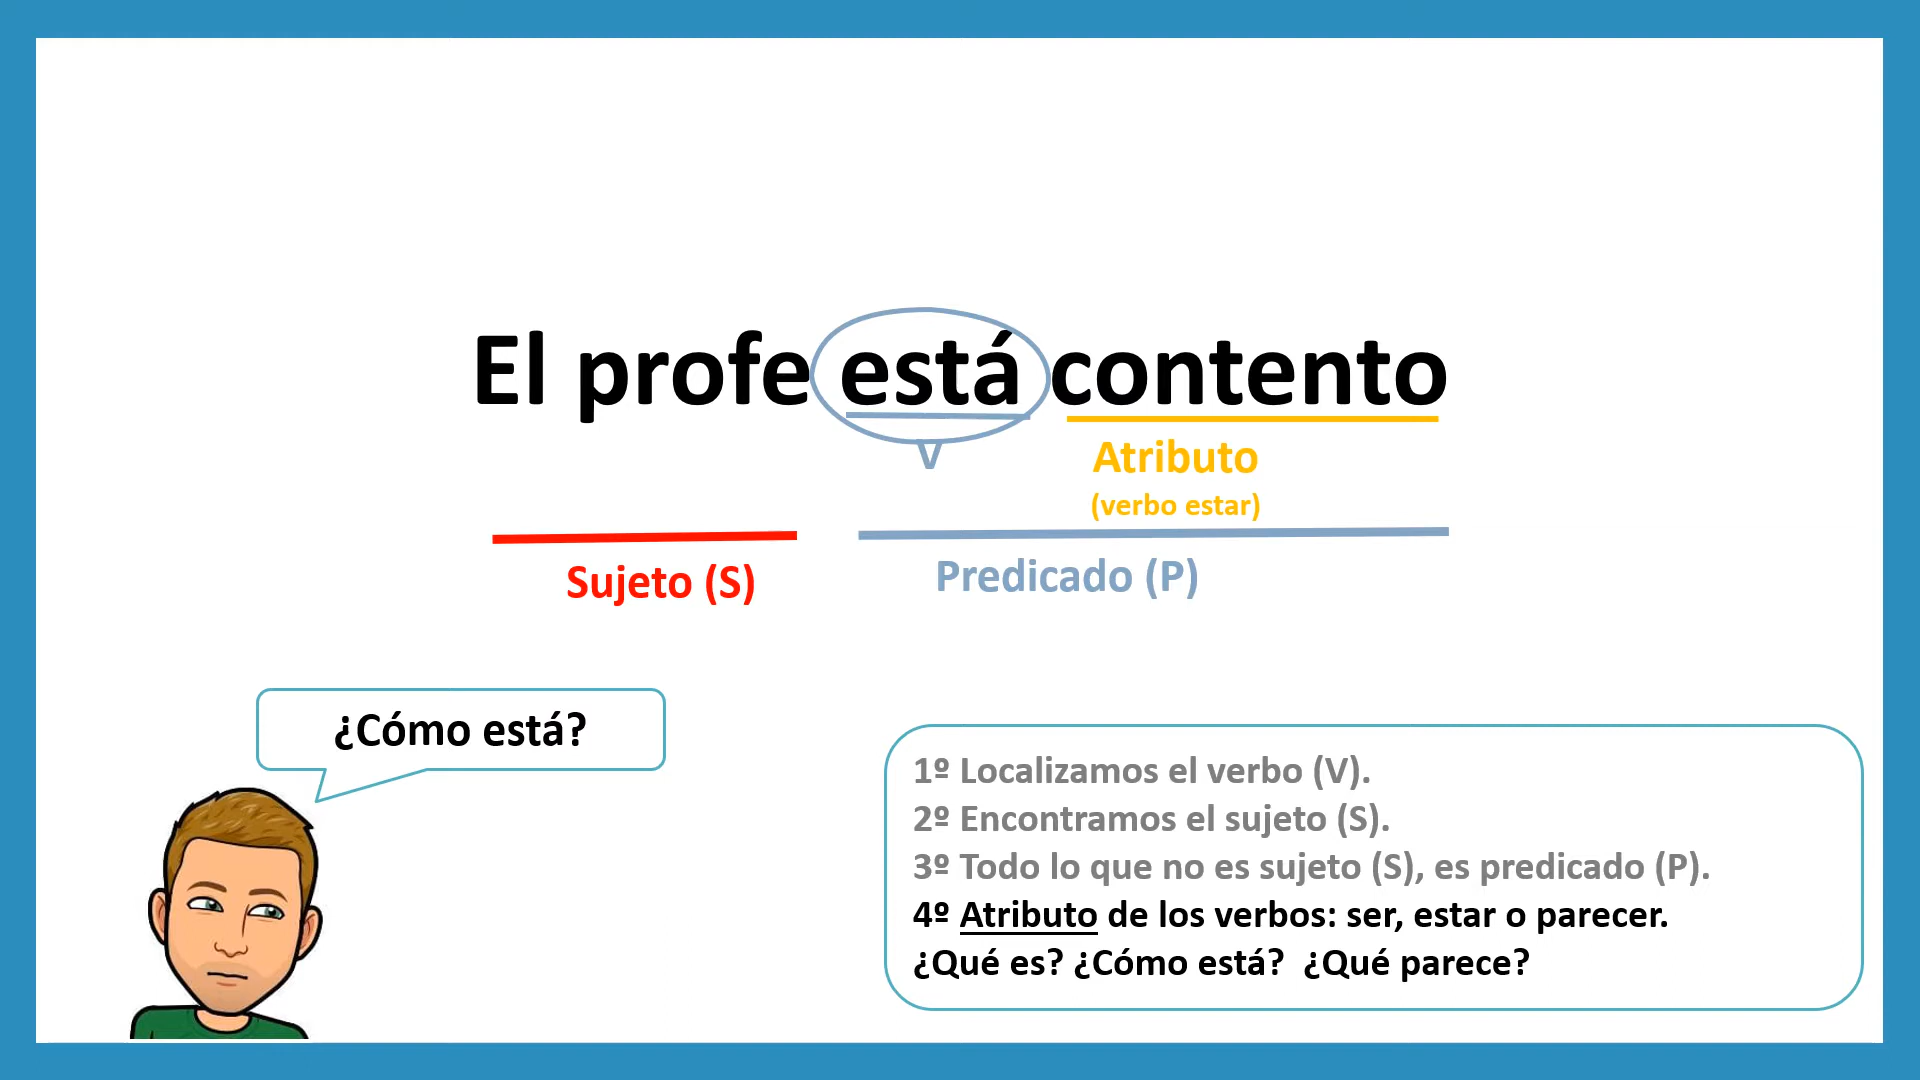 El profe está contento
V
Atributo
(verbo estar)
Sujeto (S)
Predicado (P)
¿Cómo está?
1º Localizamos el verbo (V).
2º Encontramos el sujeto (S).
3º Todo lo que no es sujeto (S), es predicado (P).
4º Atributo de los verbos: ser, estar o parecer.
¿Qué es? ¿Cómo está? ¿Qué parece?